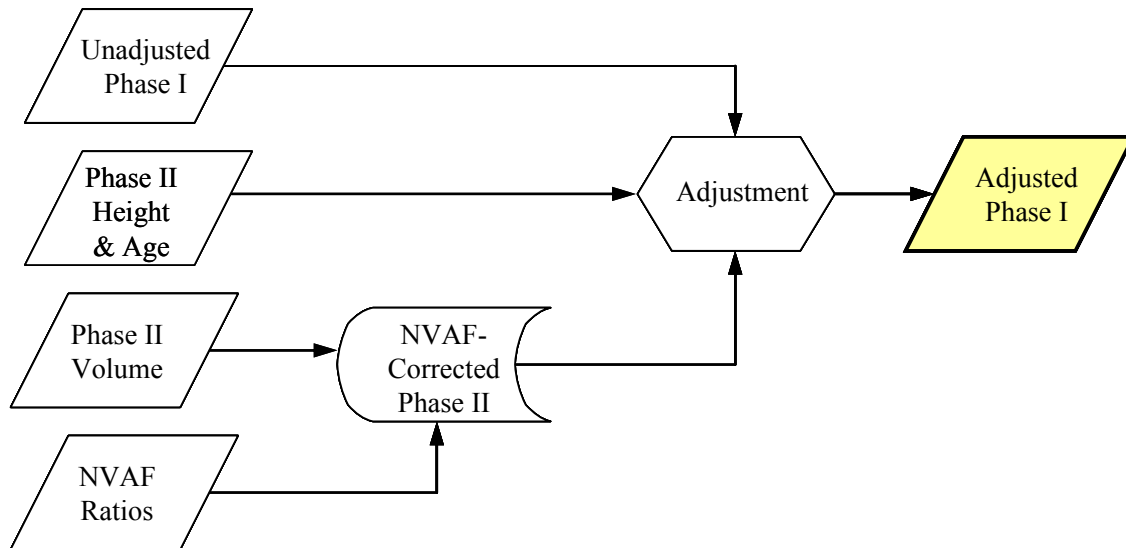 Unadjusted
Phase I
Phase II
Height
& Age
Adjustment
Adjusted
Phase I
Phase II
Volume
NVAF-
Corrected
Phase II
NVAF
Ratios